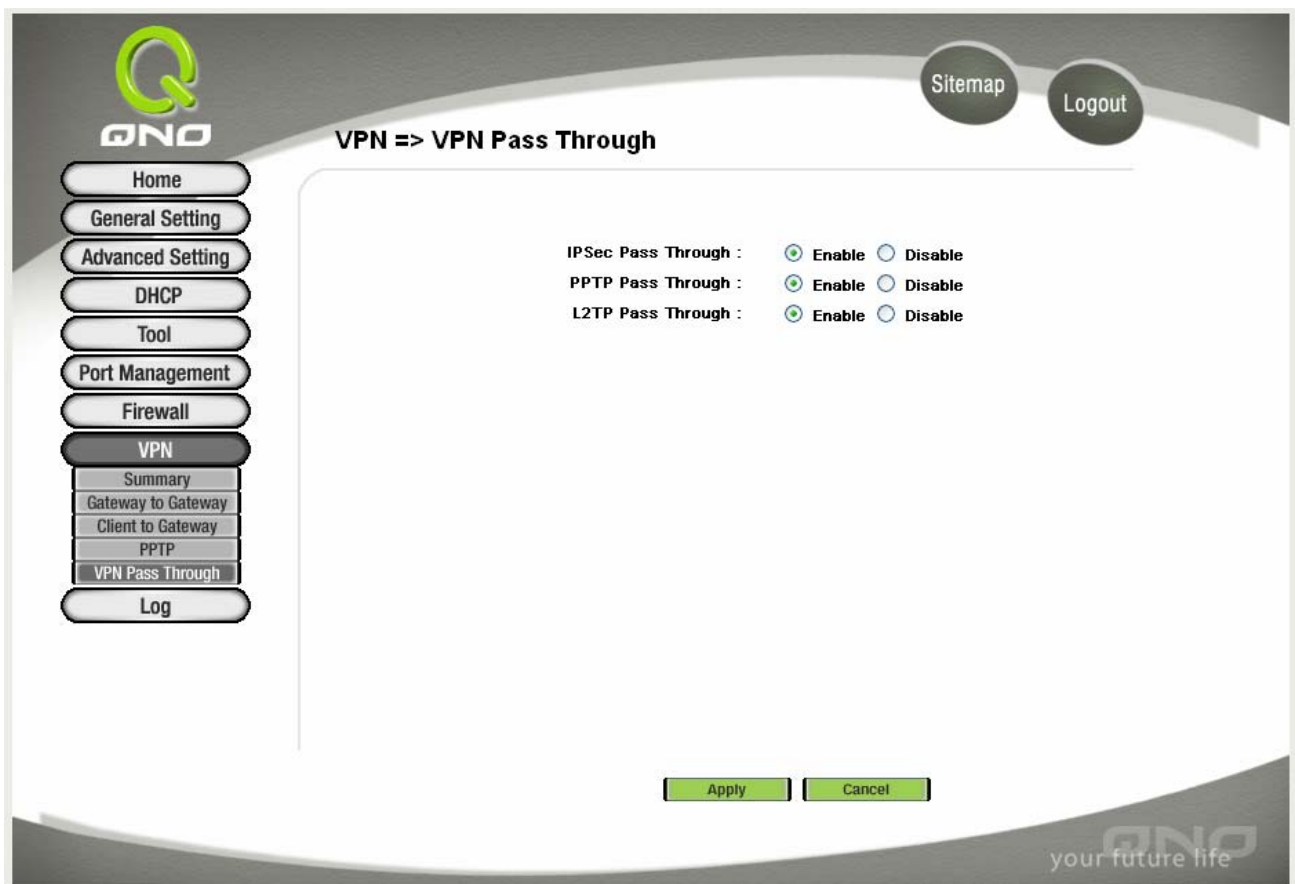 QNO
Sitemap
Logout
VPN => VPN Pass Through
Home
General Setting
Advanced Setting
DHCP
Tool
Port Management
Firewall
VPN
Summary
Gateway to Gateway
Client to Gateway
PPTP
VPN Pass Through
Log
IPSec Pass Through : Enable Disable
PPTP Pass Through : Enable Disable
L2TP Pass Through : Enable Disable
Apply Cancel
QNO
your future life